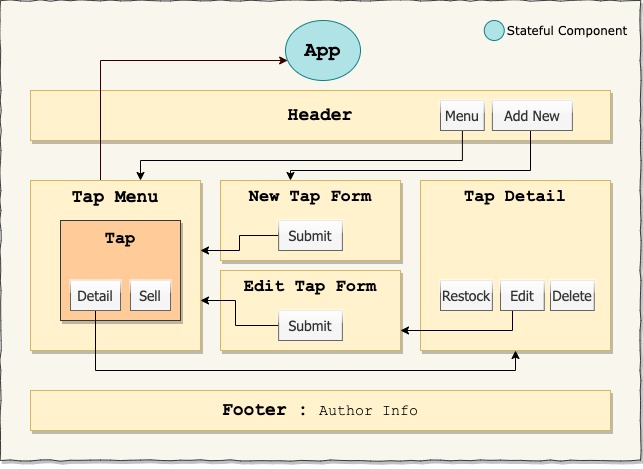 Stateful Component
App
Header
Menu
Add New
Tap Menu
Tap
Detail
Sell
New Tap Form
Submit
Edit Tap Form
Submit
Tap Detail
Restock
Edit
Delete
Footer : Author Info